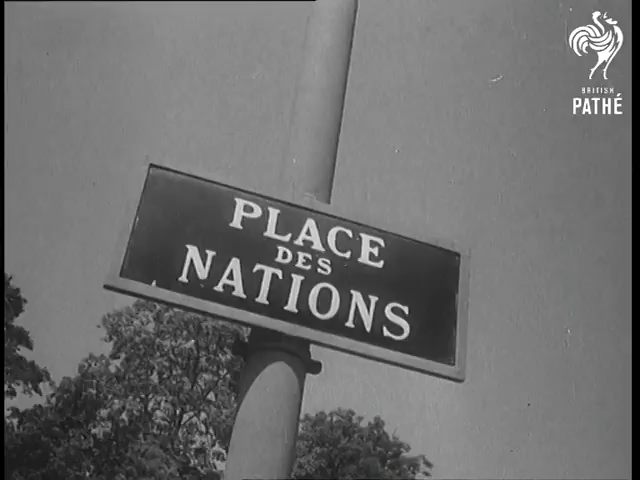 BRITISH
PATHÉ
PLACE
DES
NATIONS